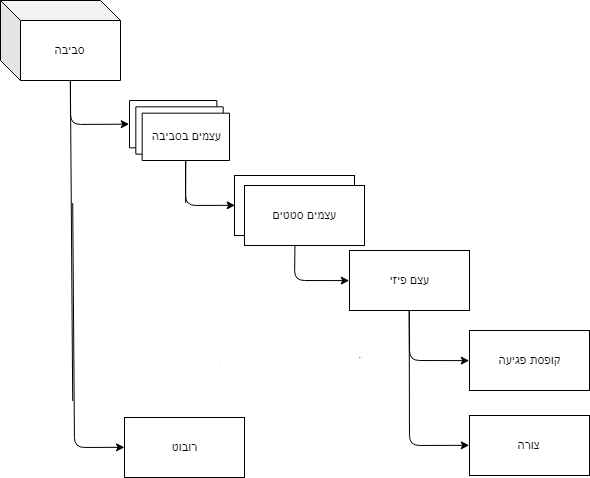 סביבה
עצמים בסביבה
עצמים סטטים
עצם פיזי
קופסת פגיעה
צורה
רובוט